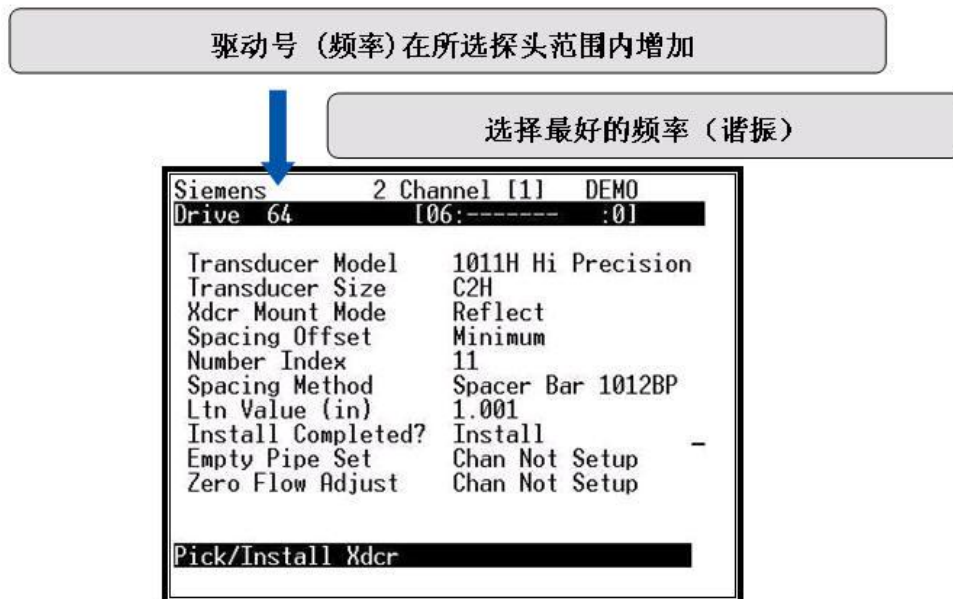 驱动号 (频率)在所选探头范围内增加
选择最好的频率（谐振）
Siemens 2 Channel [1] DEMO
Drive 64 [06:------- :0]
Transducer Model 1011H Hi Precision
Transducer Size C2H
Xdcr Mount Mode Reflect
Spacing Offset Minimum
Number Index 11
Spacing Method Spacer Bar 1012BP
Ltn Value (in) 1.001
Install Completed? Install _
Empty Pipe Set Chan Not Setup
Zero Flow Adjust Chan Not Setup
Pick/Install Xdcr